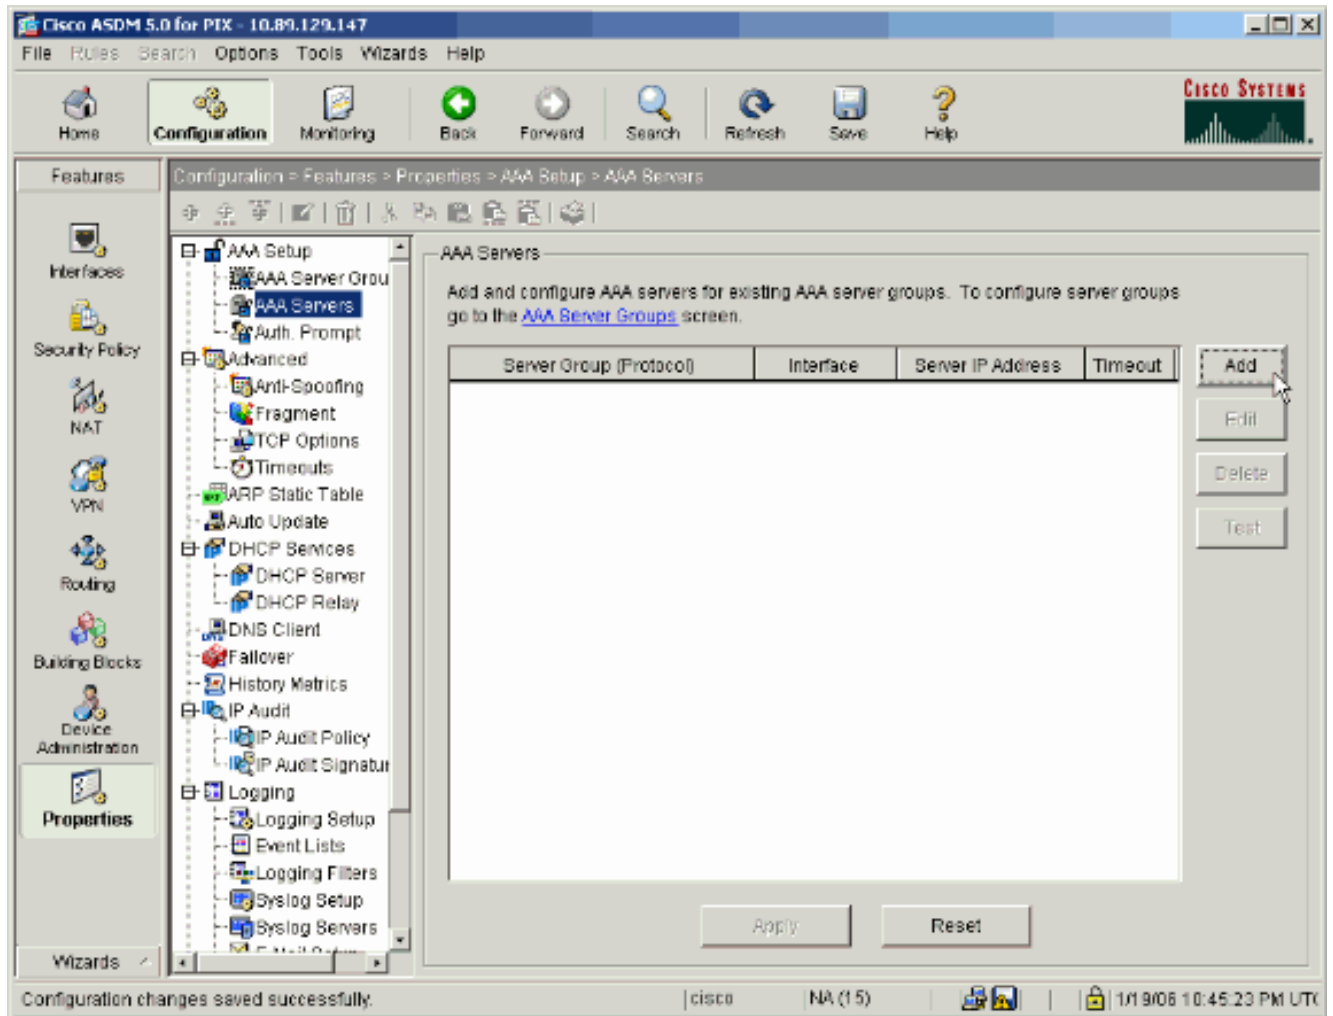 Cisco ASDM 5.0 for PIX - 10.89.129.147
File Rules Search Options Tools Wizards Help
Home Configuration Monitoring Back Forward Search Refresh Save Help
CISCO SYSTEMS
Features
Configuration > Features > Properties > AAA Setup > AAA Servers
Interfaces
Security Policy
NAT
VPN
Routing
Building Blocks
Device
Administration
Properties
Wizards
AAA Setup
AAA Server Grou
AAA Servers
Auth. Prompt
Advanced
Anti-Spoofing
Fragment
TCP Options
Timeouts
ARP Static Table
Auto Update
DHCP Services
DHCP Server
DHCP Relay
DNS Client
Failover
History Metrics
IP Audit
IP Audit Policy
IP Audit Signatur
Logging
Logging Setup
Event Lists
Logging Filters
Syslog Setup
Syslog Servers
AAA Servers
Add and configure AAA servers for existing AAA server groups. To configure server groups
go to the AAA Server Groups screen.
Server Group (Protocol) Interface Server IP Address Timeout
Add
Edit
Delete
Test
Apply Reset
Configuration changes saved successfully. cisco NA (15) 1/19/06 10:45:23 PM UTC